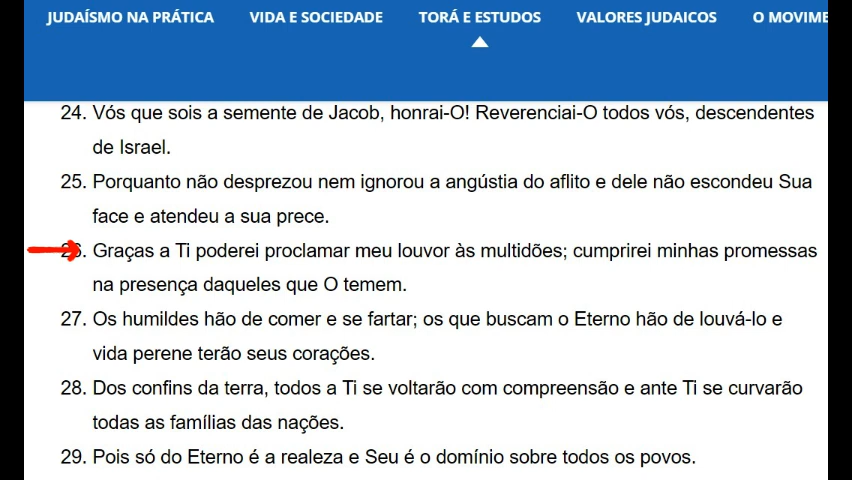 JUDAÍSMO NA PRÁTICA VIDA E SOCIEDADE TORÁ E ESTUDOS VALORES JUDAICOS O MOVIME
24. Vós que sois a semente de Jacob, honrai-O! Reverenciai-O todos vós, descendentes
de Israel.
25. Porquanto não desprezou nem ignorou a angústia do aflito e dele não escondeu Sua
face e atendeu a sua prece.
26. Graças a Ti poderei proclamar meu louvor às multidões; cumprirei minhas promessas
na presença daqueles que O temem.
27. Os humildes hão de comer e se fartar; os que buscam o Eterno hão de louvá-lo e
vida perene terão seus corações.
28. Dos confins da terra, todos a Ti se voltarão com compreensão e ante Ti se curvarão
todas as famílias das nações.
29. Pois só do Eterno é a realeza e Seu é o domínio sobre todos os povos.